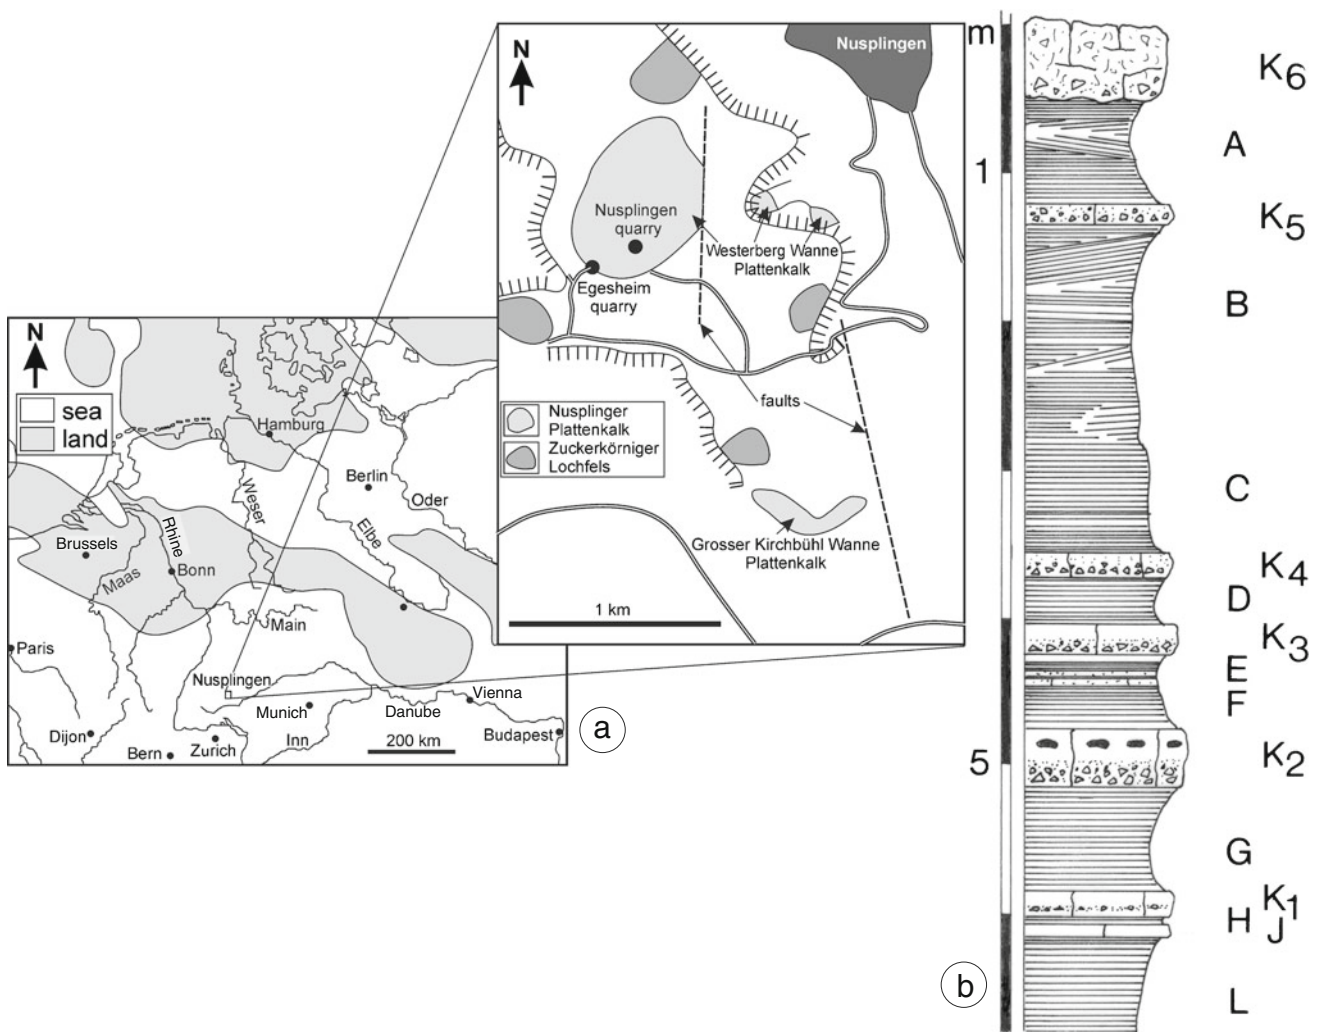 N
Nusplingen
Nusplingen
quarry
Westerberg Wanne
Plattenkalk
Egesheim
quarry
faults
Nusplinger
Plattenkalk
Zuckerkörniger
Lochfels
Grosser Kirchbühl Wanne
Plattenkalk
1 km
N
sea
land
Hamburg
Berlin
Oder
Weser
Elbe
Rhine
Brussels
Maas
Bonn
Main
Paris
Nusplingen
Vienna
Munich
Danube
Dijon
Zurich
Inn
Budapest
Bern
200 km
a
m
K6
A
1
K5
B
C
K4
D
K3
E
F
K2
5
G
K1
H
J
b
L